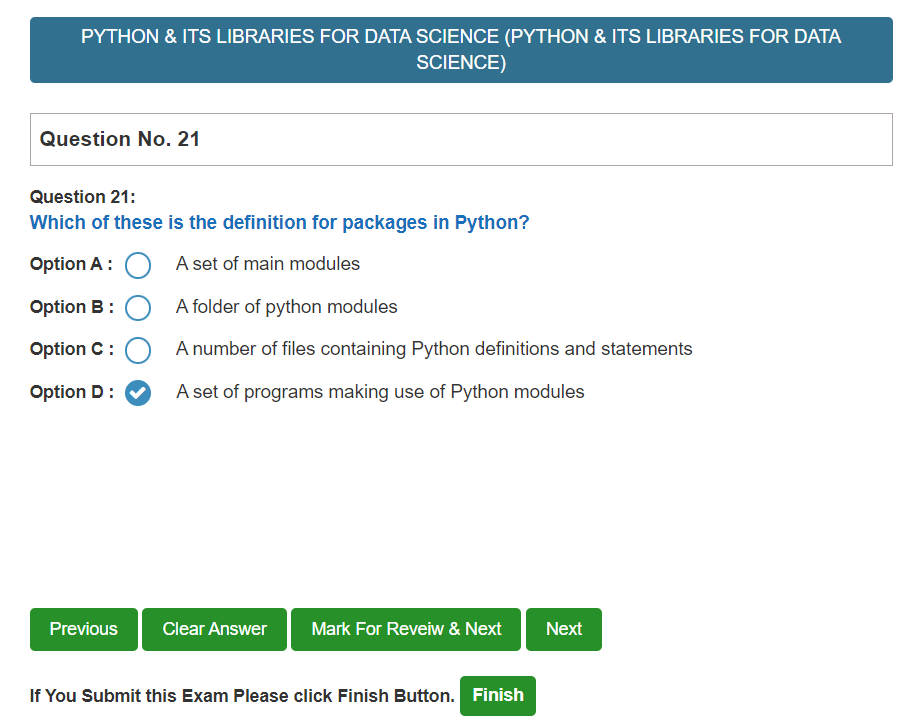 PYTHON & ITS LIBRARIES FOR DATA SCIENCE (PYTHON & ITS LIBRARIES FOR DATA
SCIENCE)
Question No. 21
Question 21:
Which of these is the definition for packages in Python?
Option A : A set of main modules
Option B : A folder of python modules
Option C : A number of files containing Python definitions and statements
Option D : A set of programs making use of Python modules
Previous Clear Answer Mark For Reveiw & Next Next
If You Submit this Exam Please click Finish Button. Finish